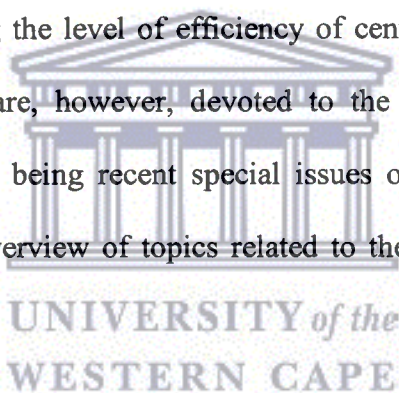 the level of efficiency of cen
are, however, devoted to the
being recent special issues o
verview of topics related to the
UNIVERSITY of the
WESTERN CAPE